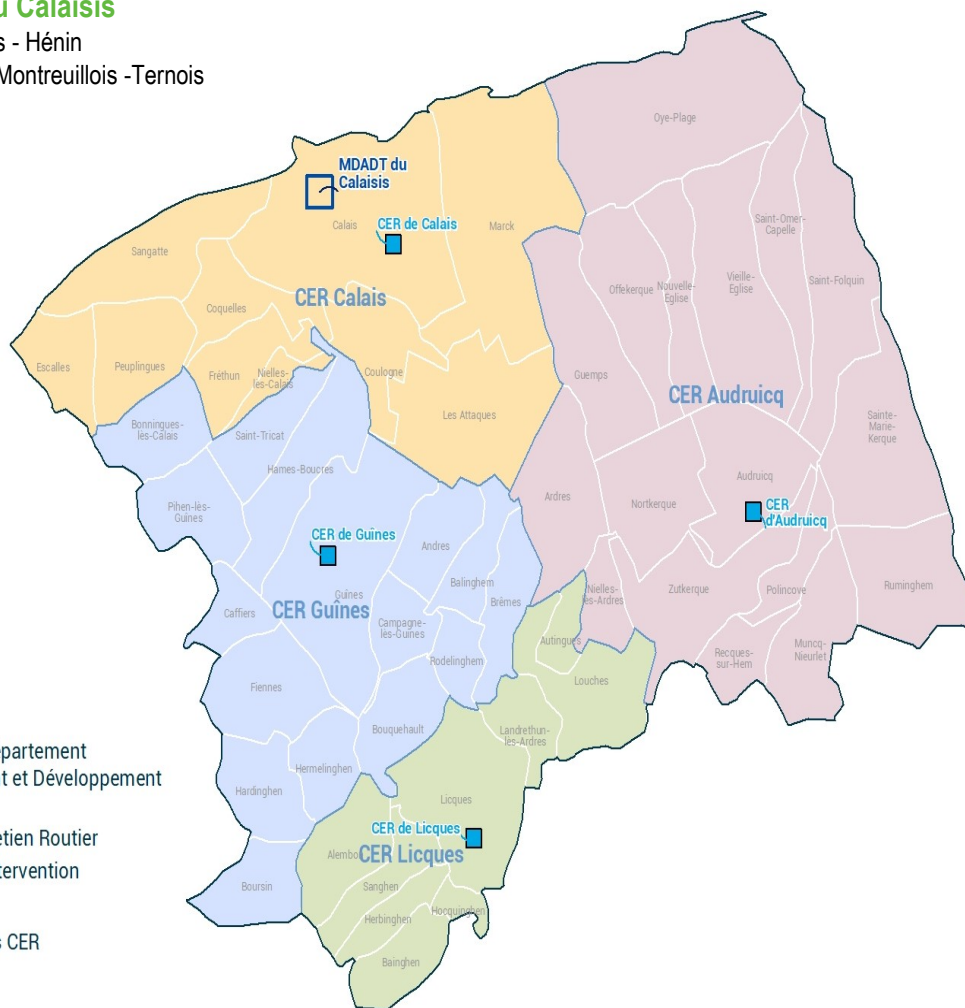 u Calaisis
s - Hénin
Montreuillois -Ternois
Oye-Plage
MDADT du
Calaisis
Calais
CER de Calais
Marck
Saint-Omer-
Capelle
Sangatte
Offekerque
Nouvelle-
Eglise
Vieille-
Eglise
Saint-Folquin
CER Calais
Coquelles
Escalles
Peuplingues
Fréthun
Nielles-
lès-Calais
Coulogne
Guemps
CER Audruicq
Les Attaques
Sainte-
Marie-
Kerque
Bonningues-
lès-Calais
Saint-Tricat
Hames-Boucres
Ardres
Nortkerque
Audruicq
CER
d'Audruicq
Pihen-lès-
Guînes
CER de Guînes
Andres
Balinghem
Brêmes
Nielles-
lès-Ardres
Zutkerque
Polincove
Ruminghem
Guînes
CER Guînes
Caffiers
Campagne-
lès-Guines
Rodelinghem
Autingues
Louches
Recques-
sur-Hem
Muncq-
Nieurlet
Fiennes
Bouquehault
Landrethun-
lès-Ardres
Hermelinghen
Hardinghen
Licques
CER de Licques
Alembo
CER Licques
Boursin
Sanghen
Herbinghen
Hocquinghen
Bainghen
épartement
t et Développement
etien Routier
tervention
s CER